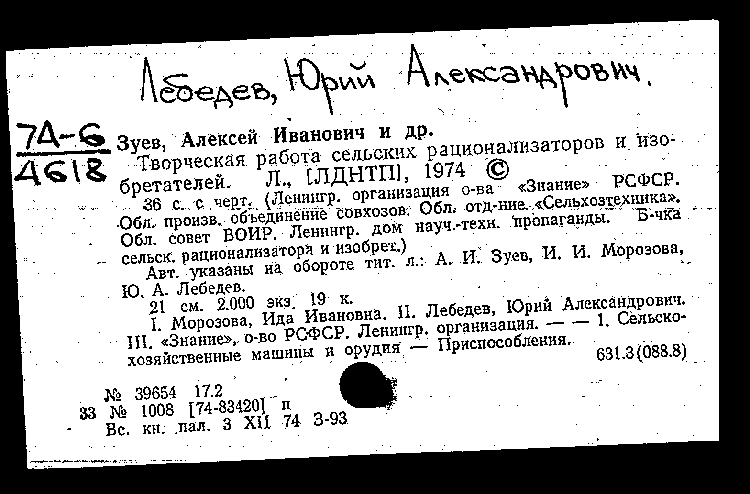 Лебедев, Юрий Александрович.
74-6
4618
Зуев, Алексей Иванович и др.
Творческая работа сельских рационализаторов и изо-
бретателей. Л., [ЛДНТП], 1974 ©
36 с. с черт. (Ленингр. организация о-ва «Знание» РСФСР.
Обл. произв. объединение совхозов. Обл. отд-ние «Сельхозтехника».
Обл. совет ВОИР. Ленингр. дом науч.-техн. пропаганды. Б-чка
сельск. рационализатора и изобрет.)
Авт. указаны на обороте тит. л.: А. И. Зуев, И. И. Морозова,
Ю. А. Лебедев.
21 см. 2.000 экз. 19 к.
I. Морозова, Ида Ивановна. II. Лебедев, Юрий Александрович.
III. «Знание», о-во РСФСР. Ленингр. организация. — — 1. Сельско-
хозяйственные машины и орудия — Приспособления.
631.3(088.8)
№ 39654 17.2
33 № 1008 [74-83420] п
Вс. кн. пал. 3 XII 74 З-93